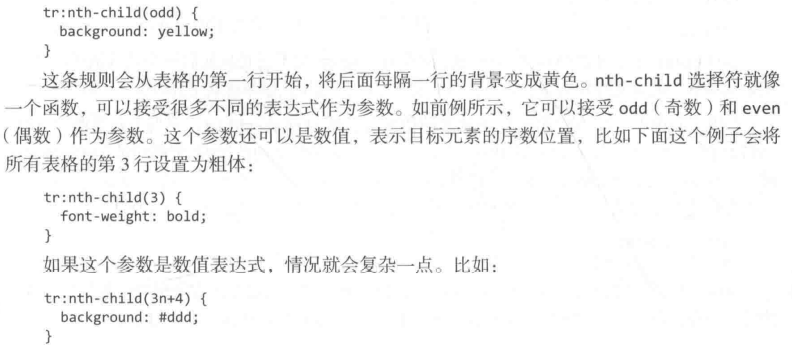 tr:nth-child(odd) {
  background: yellow;
}
这条规则会从表格的第一行开始，将后面每隔一行的背景变成黄色。nth-child 选择符就像
一个函数，可以接受很多不同的表达式作为参数。如前例所示，它可以接受 odd（奇数）和 even
（偶数）作为参数。这个参数还可以是数值，表示目标元素的序数位置，比如下面这个例子会将
所有表格的第 3 行设置为粗体：
tr:nth-child(3) {
  font-weight: bold;
}
如果这个参数是数值表达式，情况就会复杂一点。比如：
tr:nth-child(3n+4) {
  background: #ddd;
}